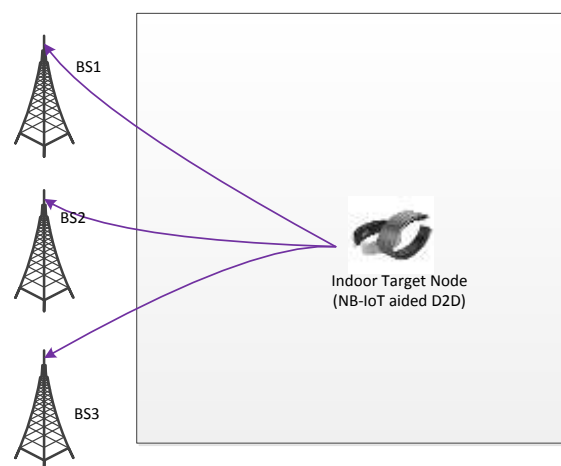 BS1
BS2
Indoor Target Node
(NB-IoT aided D2D)
BS3